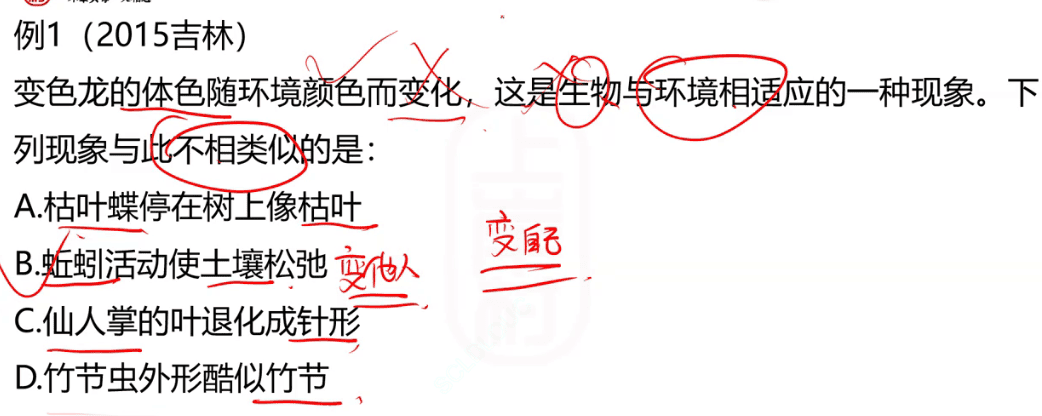 例1（2015吉林）
变色龙的体色随环境颜色而变化，这是生物与环境相适应的一种现象。下
列现象与此不相类似的是：
A.枯叶蝶停在树上像枯叶
B.蚯蚓活动使土壤松弛 变他人
变自己
C.仙人掌的叶退化成针形
D.竹节虫外形酷似竹节